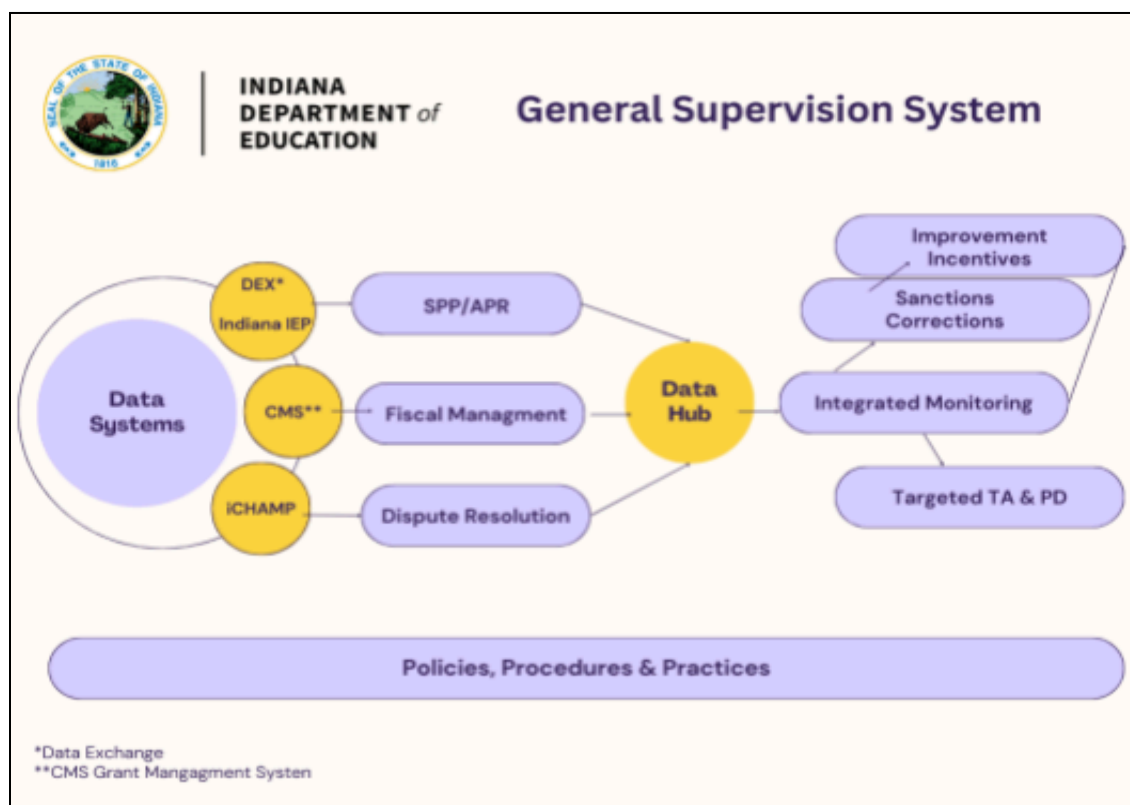 SEAL OF THE STATE OF INDIANA
1816
INDIANA
DEPARTMENT of
EDUCATION
General Supervision System
Data
Systems
DEX*
Indiana IEP
CMS**
iCHAMP
SPP/APR
Fiscal Managment
Dispute Resolution
Data
Hub
Improvement
Incentives
Sanctions
Corrections
Integrated Monitoring
Targeted TA & PD
Policies, Procedures & Practices
*Data Exchange
**CMS Grant Mangagment Systen